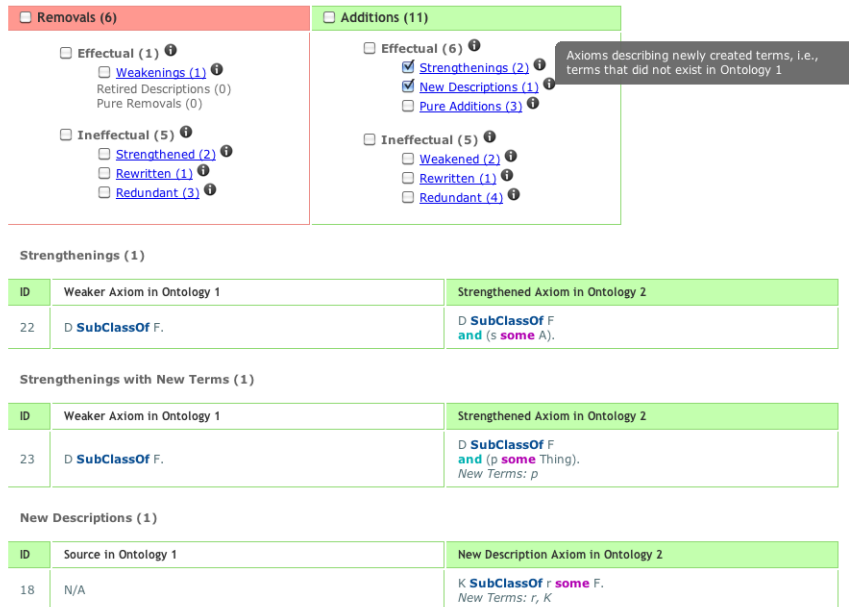 Removals (6)
Effectual (1)
Weakenings (1)
Retired Descriptions (0)
Pure Removals (0)
Ineffectual (5)
Strengthened (2)
Rewritten (1)
Redundant (3)
Additions (11)
Effectual (6)
Strengthenings (2)
New Descriptions (1)
Pure Additions (3)
Ineffectual (5)
Weakened (2)
Rewritten (1)
Redundant (4)
Axioms describing newly created terms, i.e.,
terms that did not exist in Ontology 1
Strengthenings (1)
ID Weaker Axiom in Ontology 1 Strengthened Axiom in Ontology 2
22 D SubClassOf F. D SubClassOf F
and (s some A).
Strengthenings with New Terms (1)
ID Weaker Axiom in Ontology 1 Strengthened Axiom in Ontology 2
23 D SubClassOf F. D SubClassOf F
and (p some Thing).
New Terms: p
New Descriptions (1)
ID Source in Ontology 1 New Description Axiom in Ontology 2
18 N/A K SubClassOf r some F.
New Terms: r, K